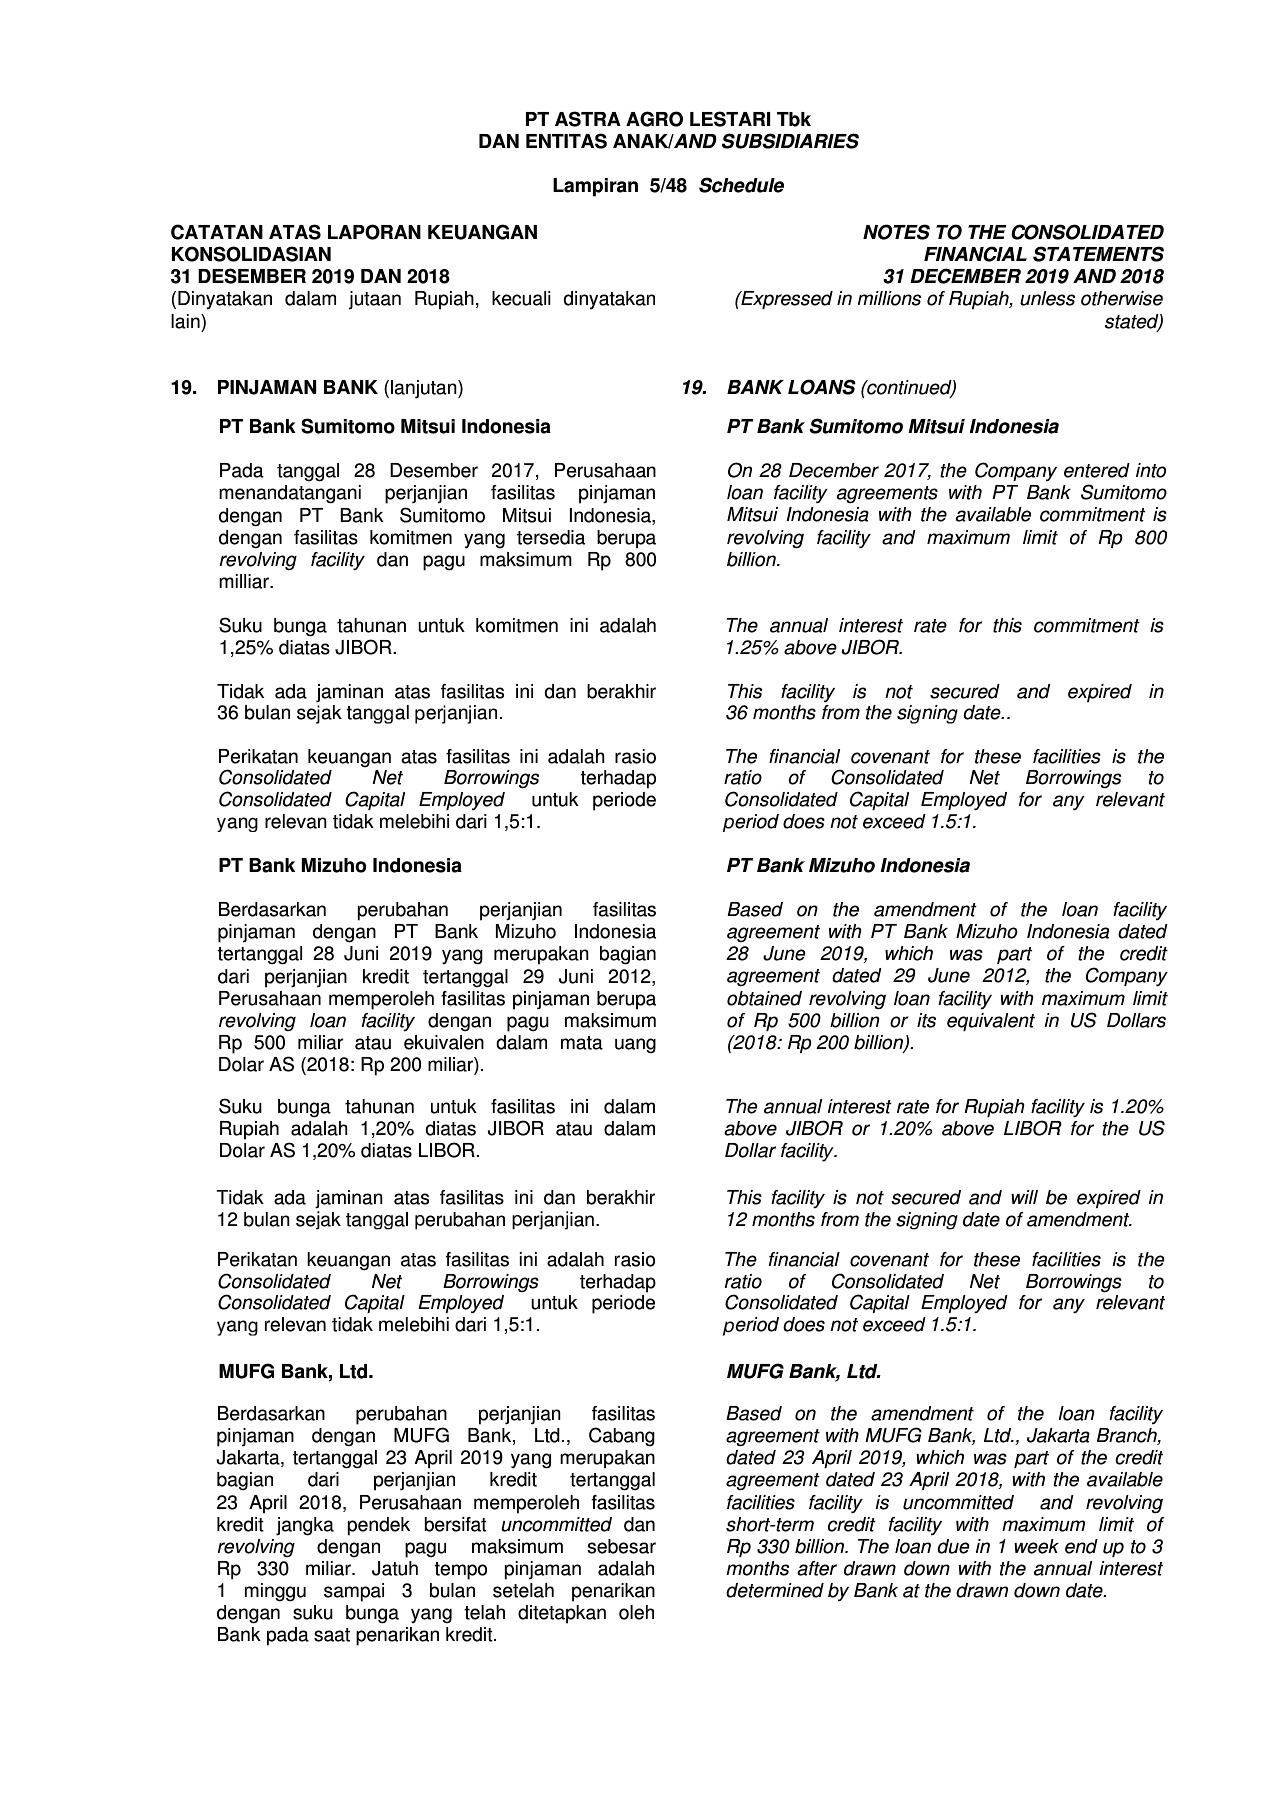 PT ASTRA AGRO LESTARI Tbk
DAN ENTITAS ANAK/AND SUBSIDIARIES
Lampiran 5/48 Schedule
CATATAN ATAS LAPORAN KEUANGAN
KONSOLIDASIAN
31 DESEMBER 2019 DAN 2018
(Dinyatakan dalam jutaan Rupiah, kecuali dinyatakan
lain)
NOTES TO THE CONSOLIDATED
FINANCIAL STATEMENTS
31 DECEMBER 2019 AND 2018
(Expressed in millions of Rupiah, unless otherwise
stated)
19. PINJAMAN BANK (lanjutan)
PT Bank Sumitomo Mitsui Indonesia
Pada tanggal 28 Desember 2017, Perusahaan
menandatangani perjanjian fasilitas pinjaman
dengan PT Bank Sumitomo Mitsui Indonesia,
dengan fasilitas komitmen yang tersedia berupa
revolving facility dan pagu maksimum Rp 800
milliar.
Suku bunga tahunan untuk komitmen ini adalah
1,25% diatas JIBOR.
Tidak ada jaminan atas fasilitas ini dan berakhir
36 bulan sejak tanggal perjanjian.
Perikatan keuangan atas fasilitas ini adalah rasio
Consolidated Net Borrowings terhadap
Consolidated Capital Employed untuk periode
yang relevan tidak melebihi dari 1,5:1.
PT Bank Mizuho Indonesia
Berdasarkan perubahan perjanjian fasilitas
pinjaman dengan PT Bank Mizuho Indonesia
tertanggal 28 Juni 2019 yang merupakan bagian
dari perjanjian kredit tertanggal 29 Juni 2012,
Perusahaan memperoleh fasilitas pinjaman berupa
revolving loan facility dengan pagu maksimum
Rp 500 miliar atau ekuivalen dalam mata uang
Dolar AS (2018: Rp 200 miliar).
Suku bunga tahunan untuk fasilitas ini dalam
Rupiah adalah 1,20% diatas JIBOR atau dalam
Dolar AS 1,20% diatas LIBOR.
Tidak ada jaminan atas fasilitas ini dan berakhir
12 bulan sejak tanggal perubahan perjanjian.
Perikatan keuangan atas fasilitas ini adalah rasio
Consolidated Net Borrowings terhadap
Consolidated Capital Employed untuk periode
yang relevan tidak melebihi dari 1,5:1.
MUFG Bank, Ltd.
Berdasarkan perubahan perjanjian fasilitas
pinjaman dengan MUFG Bank, Ltd., Cabang
Jakarta, tertanggal 23 April 2019 yang merupakan
bagian dari perjanjian kredit tertanggal
23 April 2018, Perusahaan memperoleh fasilitas
kredit jangka pendek bersifat uncommitted dan
revolving dengan pagu maksimum sebesar
Rp 330 miliar. Jatuh tempo pinjaman adalah
1 minggu sampai 3 bulan setelah penarikan
dengan suku bunga yang telah ditetapkan oleh
Bank pada saat penarikan kredit.
19. BANK LOANS (continued)
PT Bank Sumitomo Mitsui Indonesia
On 28 December 2017, the Company entered into
loan facility agreements with PT Bank Sumitomo
Mitsui Indonesia with the available commitment is
revolving facility and maximum limit of Rp 800
billion.
The annual interest rate for this commitment is
1.25% above JIBOR.
This facility is not secured and expired in
36 months from the signing date..
The financial covenant for these facilities is the
ratio of Consolidated Net Borrowings to
Consolidated Capital Employed for any relevant
period does not exceed 1.5:1.
PT Bank Mizuho Indonesia
Based on the amendment of the loan facility
agreement with PT Bank Mizuho Indonesia dated
28 June 2019, which was part of the credit
agreement dated 29 June 2012, the Company
obtained revolving loan facility with maximum limit
of Rp 500 billion or its equivalent in US Dollars
(2018: Rp 200 billion).
The annual interest rate for Rupiah facility is 1.20%
above JIBOR or 1.20% above LIBOR for the US
Dollar facility.
This facility is not secured and will be expired in
12 months from the signing date of amendment.
The financial covenant for these facilities is the
ratio of Consolidated Net Borrowings to
Consolidated Capital Employed for any relevant
period does not exceed 1.5:1.
MUFG Bank, Ltd.
Based on the amendment of the loan facility
agreement with MUFG Bank, Ltd., Jakarta Branch,
dated 23 April 2019, which was part of the credit
agreement dated 23 April 2018, with the available
facilities facility is uncommitted and revolving
short-term credit facility with maximum limit of
Rp 330 billion. The loan due in 1 week end up to 3
months after drawn down with the annual interest
determined by Bank at the drawn down date.